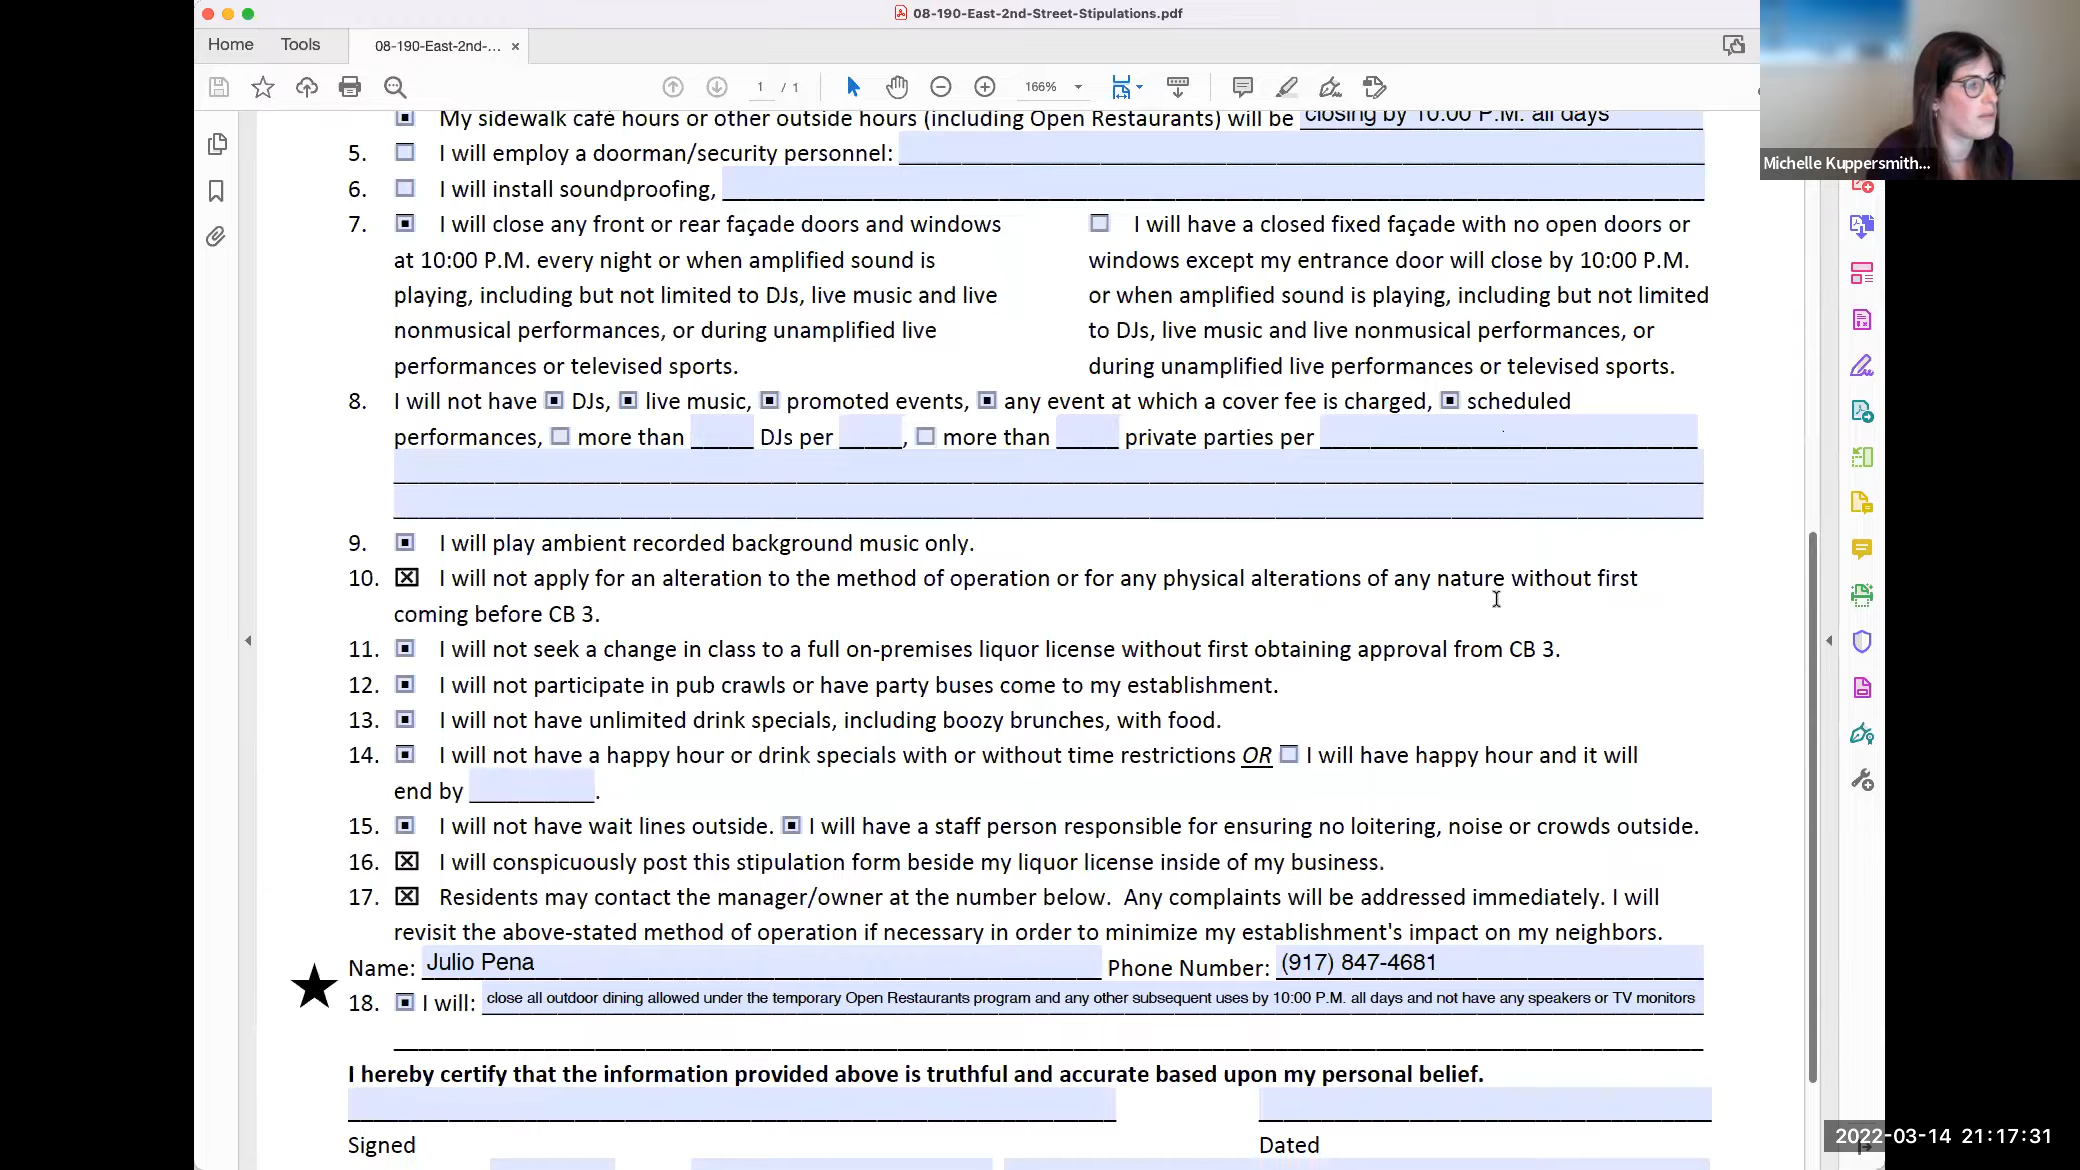 08-190-East-2nd-Street-Stipulations.pdf
Home Tools 08-190-East-2nd-... ×
1 / 1 166%
My sidewalk café hours or other outside hours (including Open Restaurants) will be closing by 10:00 P.M. all days
5. I will employ a doorman/security personnel:
6. I will install soundproofing,
7. I will close any front or rear façade doors and windows
at 10:00 P.M. every night or when amplified sound is
playing, including but not limited to DJs, live music and live
nonmusical performances, or during unamplified live
performances or televised sports.
I will have a closed fixed façade with no open doors or
windows except my entrance door will close by 10:00 P.M.
or when amplified sound is playing, including but not limited
to DJs, live music and live nonmusical performances, or
during unamplified live performances or televised sports.
8. I will not have DJs, live music, promoted events, any event at which a cover fee is charged, scheduled
performances, more than _____ DJs per _____, more than _____ private parties per
9. I will play ambient recorded background music only.
10. I will not apply for an alteration to the method of operation or for any physical alterations of any nature without first
coming before CB 3.
11. I will not seek a change in class to a full on-premises liquor license without first obtaining approval from CB 3.
12. I will not participate in pub crawls or have party buses come to my establishment.
13. I will not have unlimited drink specials, including boozy brunches, with food.
14. I will not have a happy hour or drink specials with or without time restrictions OR I will have happy hour and it will
end by __________.
15. I will not have wait lines outside. I will have a staff person responsible for ensuring no loitering, noise or crowds outside.
16. I will conspicuously post this stipulation form beside my liquor license inside of my business.
17. Residents may contact the manager/owner at the number below. Any complaints will be addressed immediately. I will
revisit the above-stated method of operation if necessary in order to minimize my establishment's impact on my neighbors.
Name: Julio Pena Phone Number: (917) 847-4681
18. I will: close all outdoor dining allowed under the temporary Open Restaurants program and any other subsequent uses by 10:00 P.M. all days and not have any speakers or TV monitors
I hereby certify that the information provided above is truthful and accurate based upon my personal belief.
Signed Dated
Michelle Kuppersmith...
2022-03-14 21:17:31